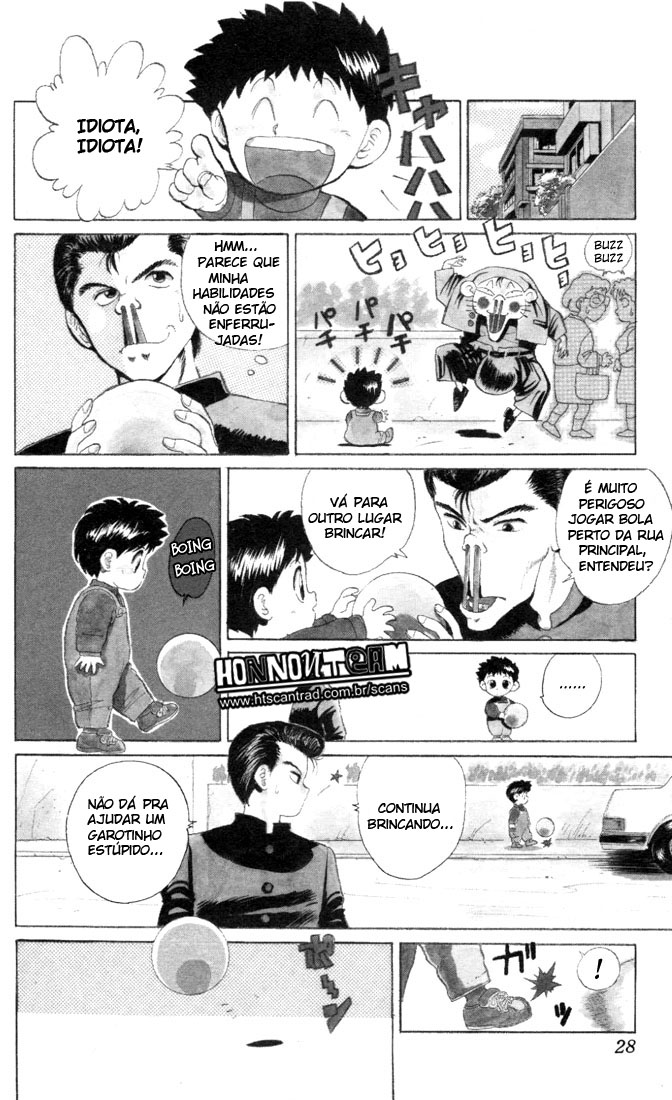 IDIOTA,
IDIOTA!
キャハハハハ
HMM...
PARECE QUE
MINHA
HABILIDADES
NÃO ESTÃO
ENFERRU-
JADAS!
ヒョヒョヒョヒョ
BUZZ
BUZZ
パチ
パチ
パチ
BOING
BOING
VÁ PARA
OUTRO LUGAR
BRINCAR!
É MUITO
PERIGOSO
JOGAR BOLA
PERTO DA RUA
PRINCIPAL,
ENTENDEU?
HONNOUTEAM
www.htscantrad.com.br/scans
......
NÃO DÁ PRA
AJUDAR UM
GAROTINHO
ESTÚPIDO...
CONTINUA
BRINCANDO...
ポーン
ガッ
!
28